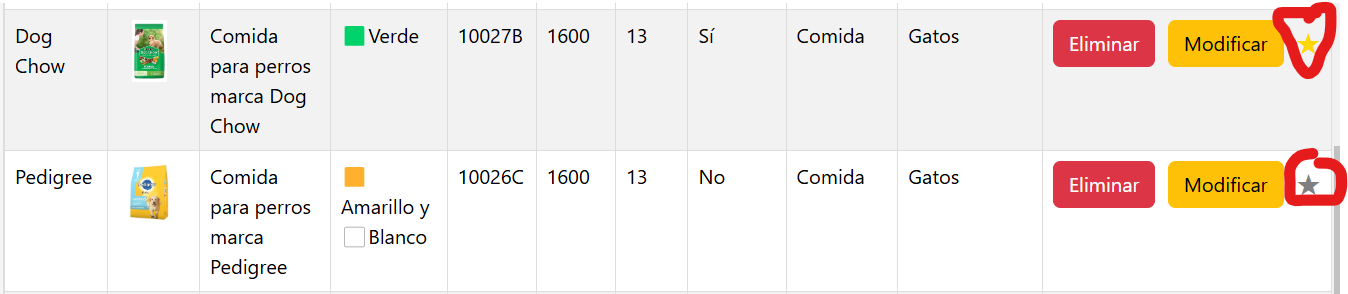 Dog Chow
Comida para perros marca Dog Chow
Verde
10027B
1600
13
Sí
Comida
Gatos
Eliminar
Modificar
Pedigree
Comida para perros marca Pedigree
Amarillo y
Blanco
10026C
1600
13
No
Comida
Gatos
Eliminar
Modificar